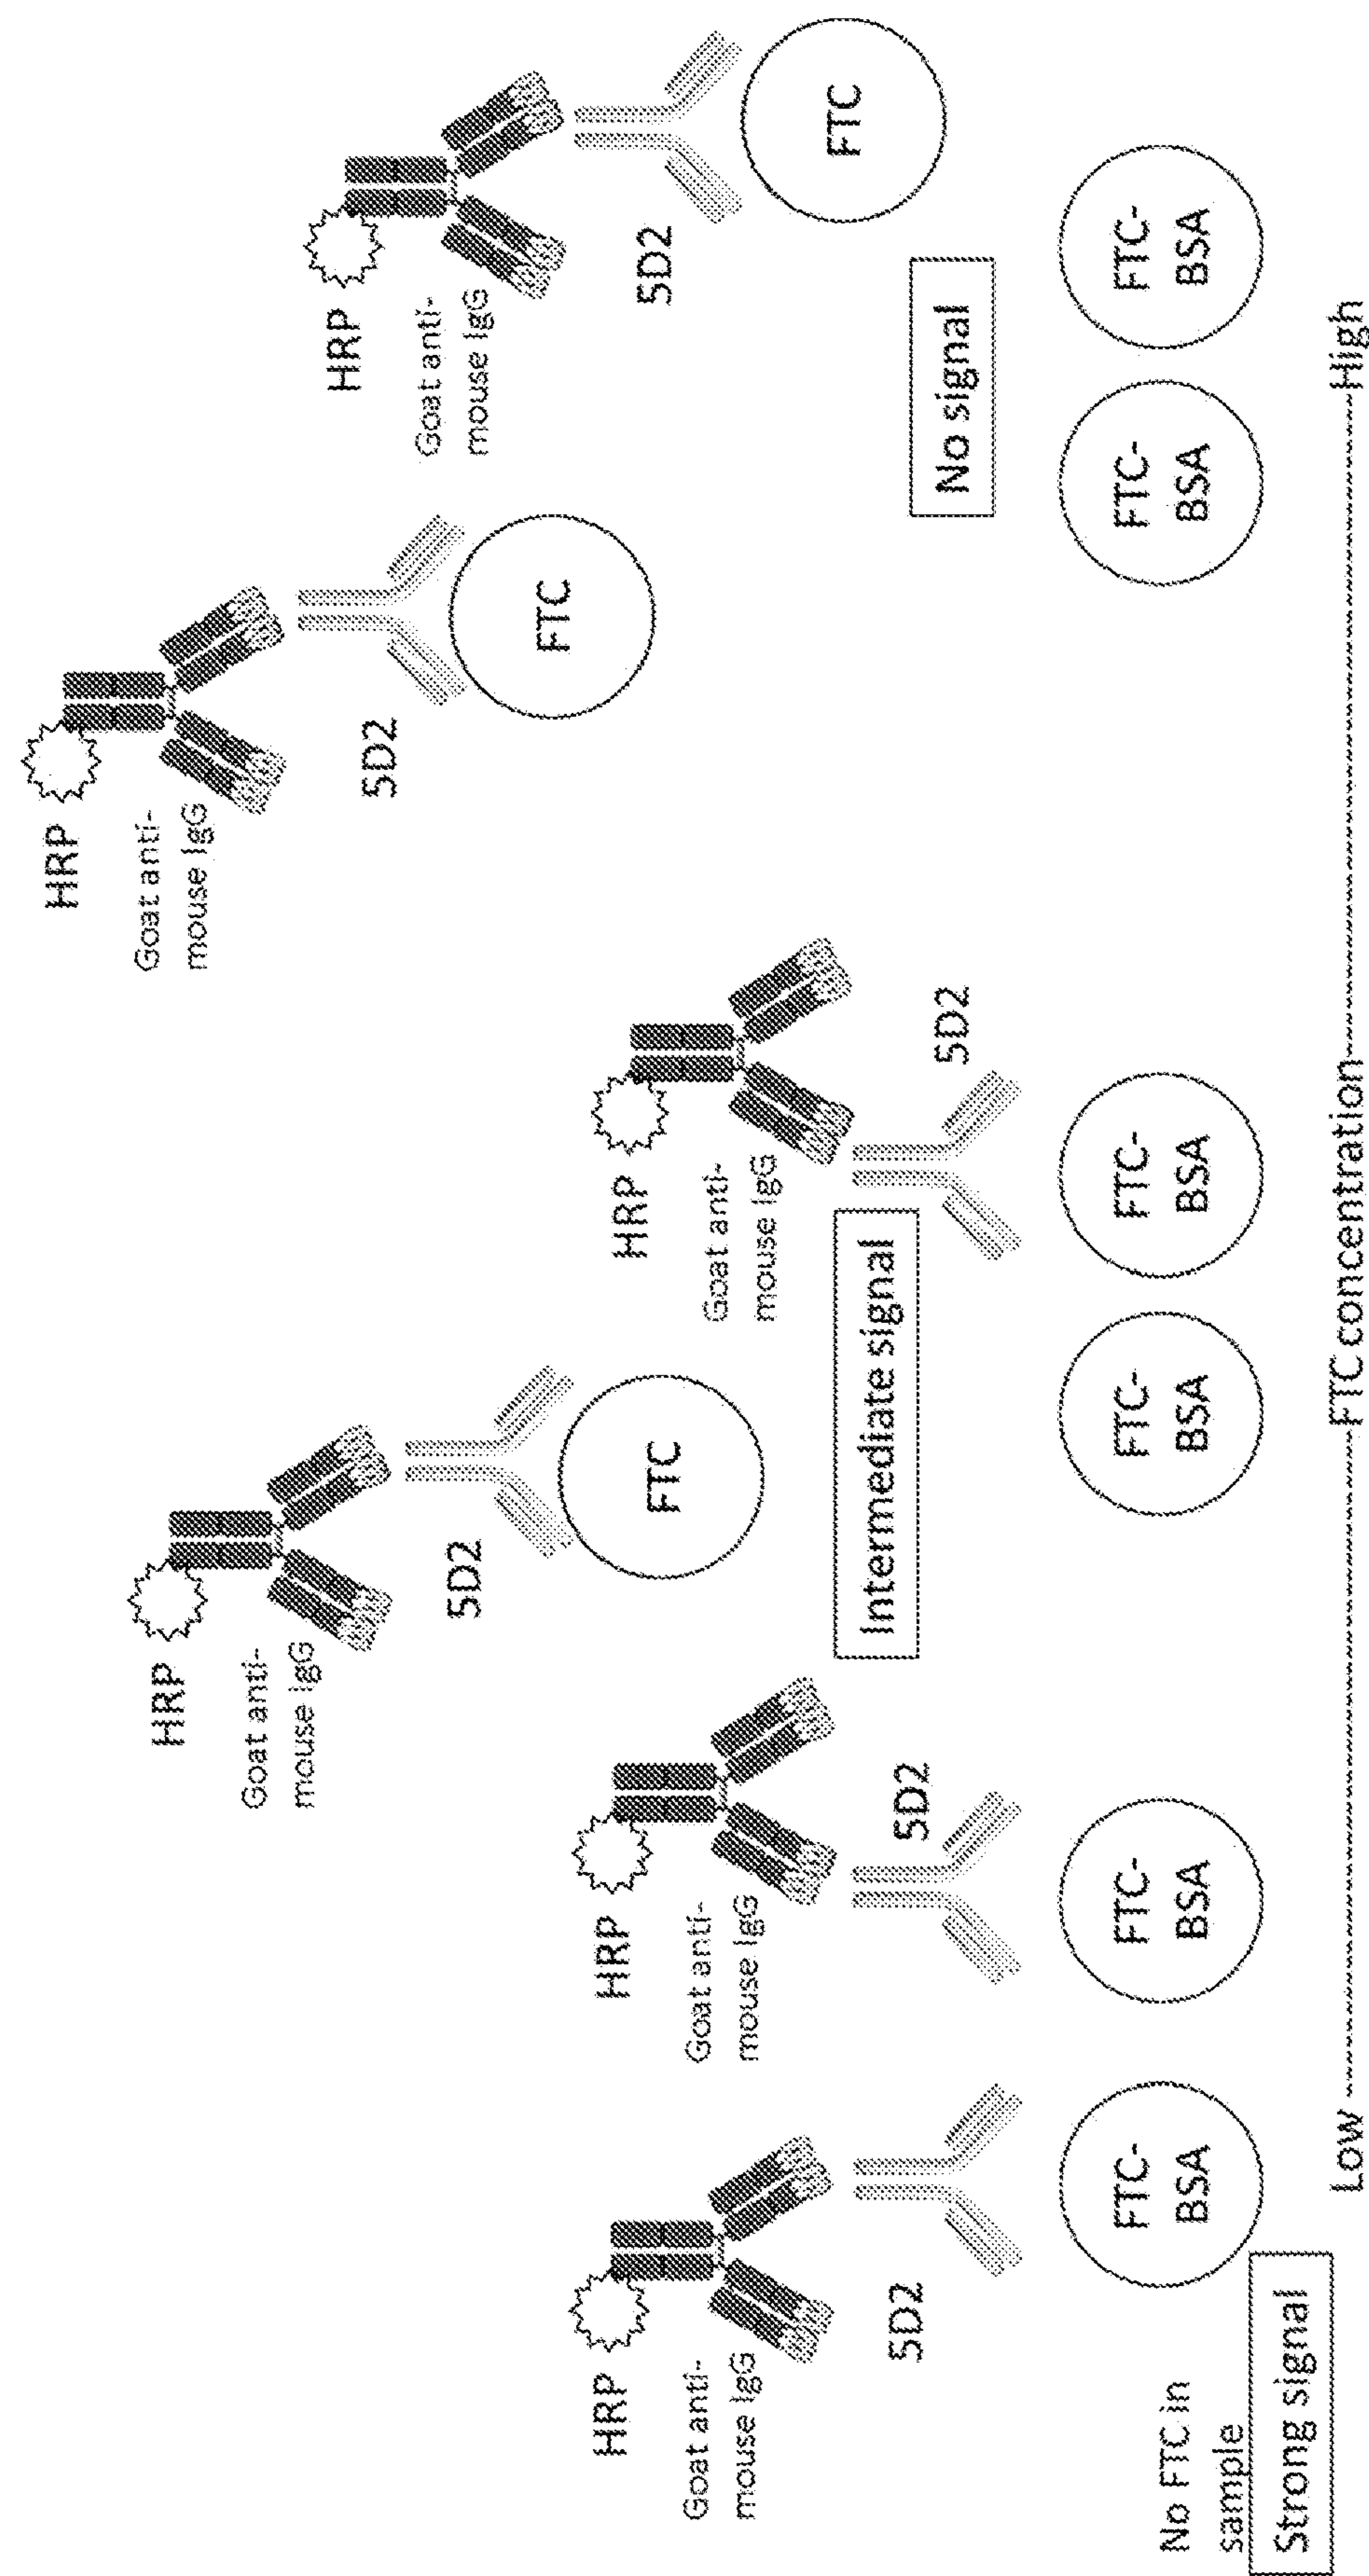 HRP
Goat anti-
mouse IgG
5D2
FTC-
BSA
No FTC in
sample
Strong signal
HRP
Goat anti-
mouse IgG
5D2
FTC-
BSA
HRP
Goat anti-
mouse IgG
5D2
FTC
Intermediate signal
HRP
Goat anti-
mouse IgG
5D2
FTC-
BSA
FTC-
BSA
HRP
Goat anti-
mouse IgG
5D2
FTC
HRP
Goat anti-
mouse IgG
5D2
FTC
No signal
FTC-
BSA
FTC-
BSA
Low ----------FTC concentration----------High